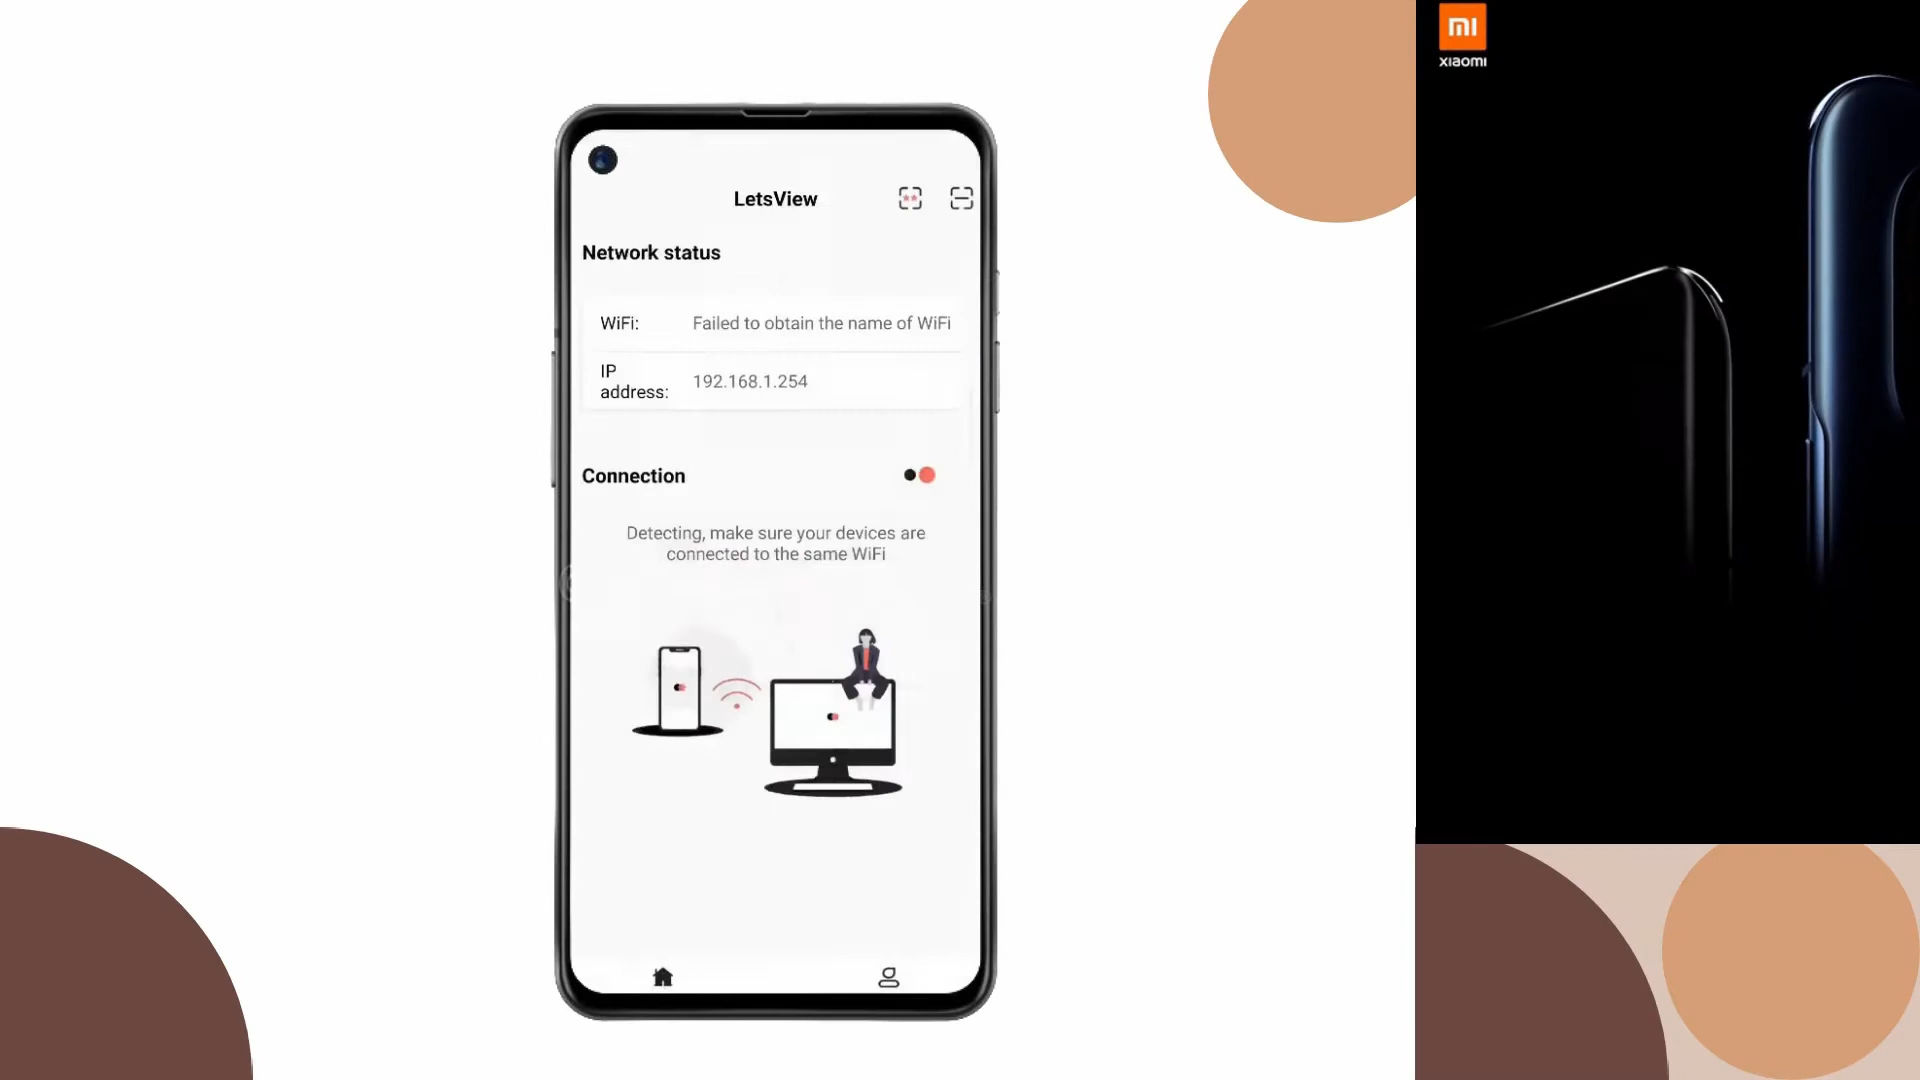 LetsView
Network status
WiFi:
Failed to obtain the name of WiFi
IP
address:
192.168.1.254
Connection
Detecting, make sure your devices are
connected to the same WiFi
mi
xiaomi